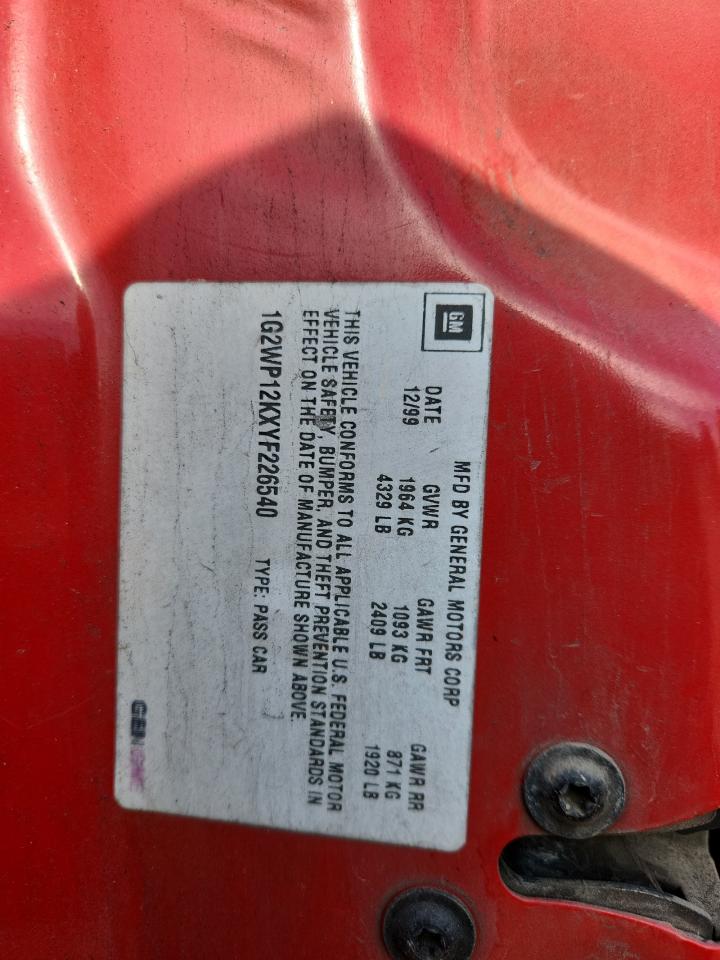 GM
MFD BY GENERAL MOTORS CORP
DATE GVWR GAWR FRT GAWR RR
12/99 1964 KG 1093 KG 871 KG
4329 LB 2409 LB 1920 LB
THIS VEHICLE CONFORMS TO ALL APPLICABLE U.S. FEDERAL MOTOR
VEHICLE SAFETY, BUMPER, AND THEFT PREVENTION STANDARDS IN
EFFECT ON THE DATE OF MANUFACTURE SHOWN ABOVE.
1G2WP12KXYF226540 TYPE: PASS CAR